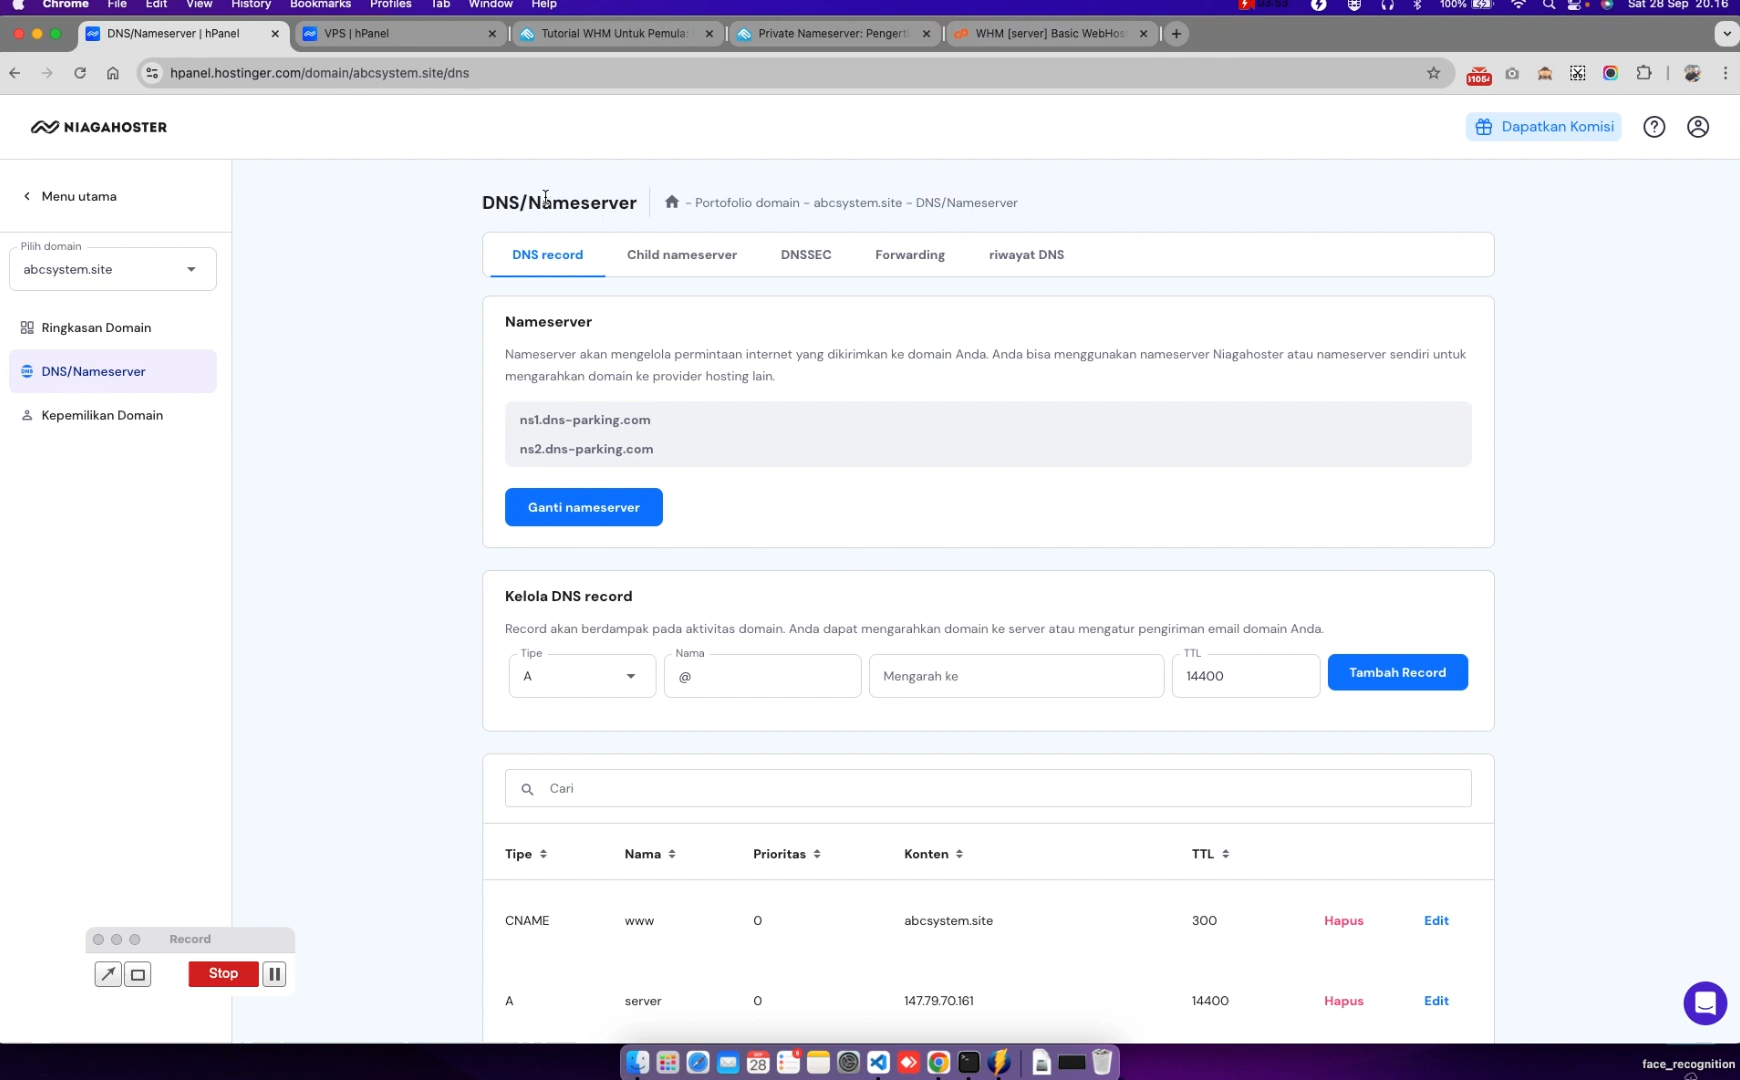 Chrome File Edit View History Bookmarks Profiles Tab Window Help 03:53 100% Sat 28 Sep 20.16
DNS/Nameserver | hPanel VPS | hPanel Tutorial WHM Untuk Pemula: Private Nameserver: Pengerti WHM [server] Basic WebHost
hpanel.hostinger.com/domain/abcsystem.site/dns
NIAGAHOSTER
Dapatkan Komisi
Menu utama
Pilih domain
abcsystem.site
Ringkasan Domain
DNS
DNS/Nameserver
Kepemilikan Domain
DNS/Nameserver
- Portofolio domain - abcsystem.site - DNS/Nameserver
DNS record Child nameserver DNSSEC Forwarding riwayat DNS
Nameserver
Nameserver akan mengelola permintaan internet yang dikirimkan ke domain Anda. Anda bisa menggunakan nameserver Niagahoster atau nameserver sendiri untuk
mengarahkan domain ke provider hosting lain.
ns1.dns-parking.com
ns2.dns-parking.com
Ganti nameserver
Kelola DNS record
Record akan berdampak pada aktivitas domain. Anda dapat mengarahkan domain ke server atau mengatur pengiriman email domain Anda.
Tipe Nama TTL
A @ Mengarah ke 14400 Tambah Record
Cari
Tipe Nama Prioritas Konten TTL
CNAME www 0 abcsystem.site 300 Hapus Edit
A server 0 147.79.70.161 14400 Hapus Edit
Record
Stop
SEP
28
face_recognition